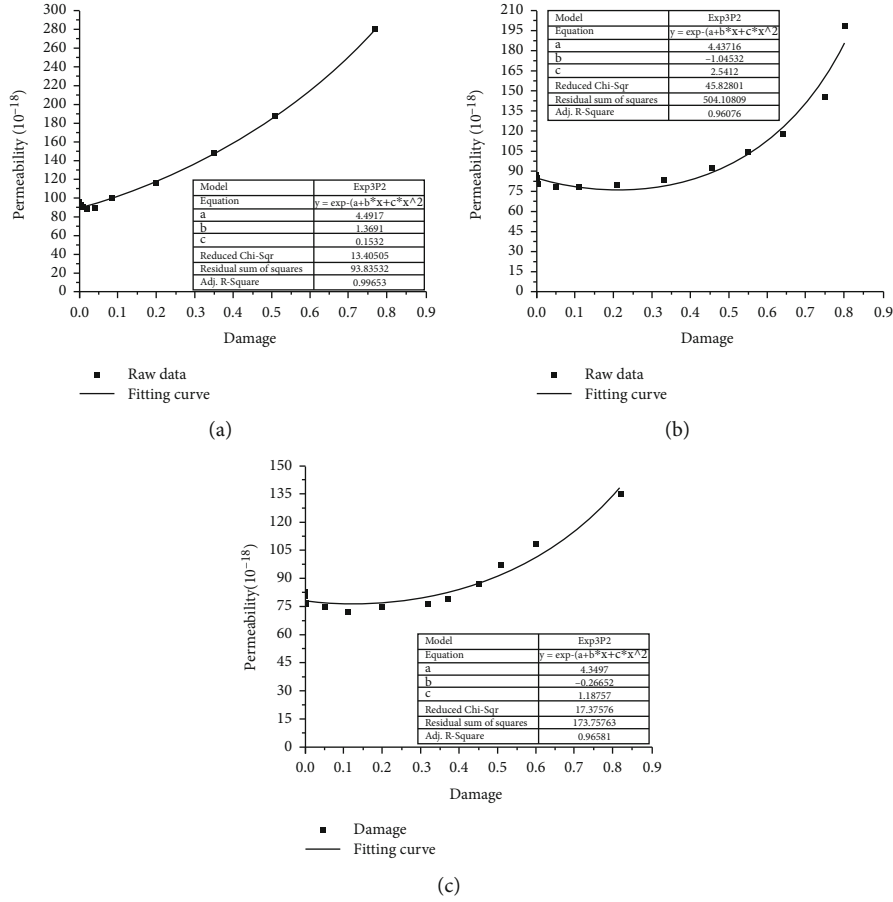 300
280
260
240
220
200
180
160
140
120
100
80
60
40
20
0
Permeability (10⁻¹⁸)
Model Exp3P2
Equation y = exp-(a+b*x+c*x^2
a 4.4917
b 1.3691
c 0.1532
Reduced Chi-Sqr 13.40505
Residual sum of squares 93.83532
Adj. R-Square 0.99653
0.0 0.1 0.2 0.3 0.4 0.5 0.6 0.7 0.8 0.9
Damage
Raw data
Fitting curve
(a)
210
195
180
165
150
135
120
105
90
75
60
45
30
15
0
Permeability (10⁻¹⁸)
Model Exp3P2
Equation y = exp-(a+b*x+c*x^2
a 4.43716
b −1.04532
c 2.5412
Reduced Chi-Sqr 45.82801
Residual sum of squares 504.10809
Adj. R-Square 0.96076
0.0 0.1 0.2 0.3 0.4 0.5 0.6 0.7 0.8 0.9
Damage
Raw data
Fitting curve
(b)
150
135
120
105
90
75
60
45
30
15
0
Permeability(10⁻¹⁸)
Model Exp3P2
Equation y = exp-(a+b*x+c*x^2
a 4.3497
b −0.26652
c 1.18757
Reduced Chi-Sqr 17.37576
Residual sum of squares 173.75763
Adj. R-Square 0.96581
0.0 0.1 0.2 0.3 0.4 0.5 0.6 0.7 0.8 0.9
Damage
Damage
Fitting curve
(c)